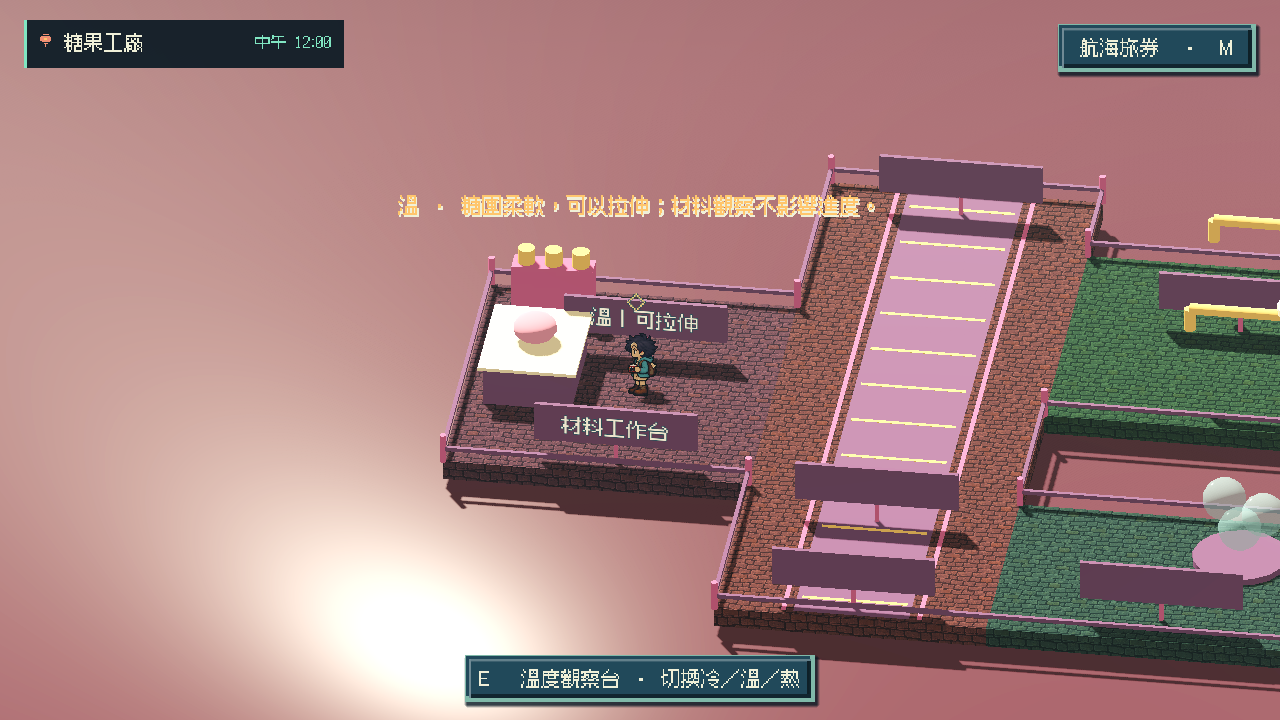 糖果工廠
中午 12:00
航海旅券 · M
溫 · 糖團柔軟，可以拉伸；材料觀察不影響進度。
溫｜可拉伸
材料工作台
E 溫度觀察台 · 切換冷／溫／熱